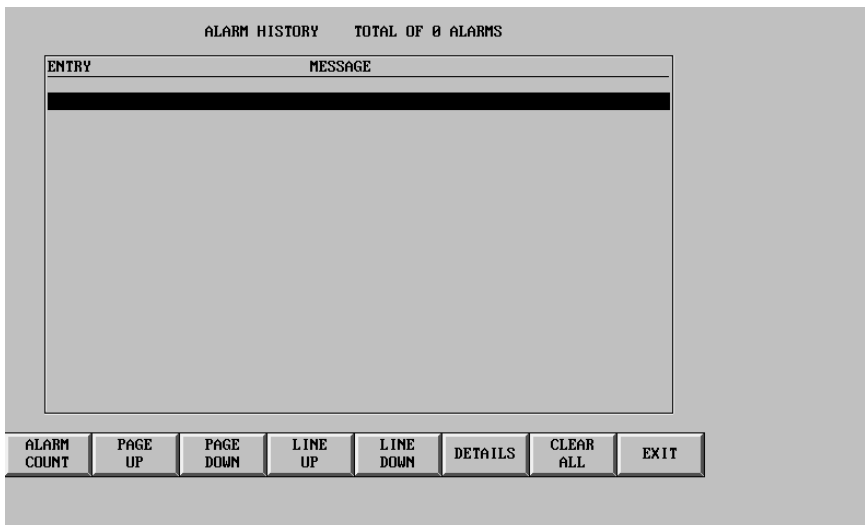 ALARM HISTORY TOTAL OF 0 ALARMS
ENTRY MESSAGE
ALARM COUNT
PAGE UP
PAGE DOWN
LINE UP
LINE DOWN
DETAILS
CLEAR ALL
EXIT